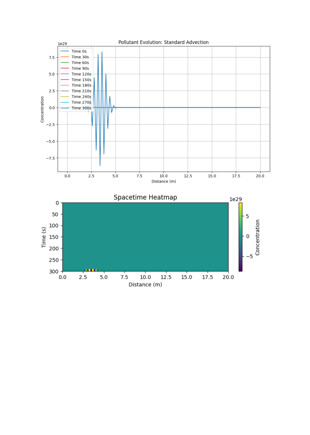 Pollutant Evolution: Standard Advection
1e29
Time 0s
Time 30s
Time 60s
Time 90s
Time 120s
Time 150s
Time 180s
Time 210s
Time 240s
Time 270s
Time 300s
7.5
5.0
2.5
0.0
−2.5
−5.0
−7.5
Concentration
0.0 2.5 5.0 7.5 10.0 12.5 15.0 17.5 20.0
Distance (m)
Spacetime Heatmap
1e29
0
50
100
150
200
250
300
Time (s)
0.0 2.5 5.0 7.5 10.0 12.5 15.0 17.5 20.0
Distance (m)
5
0
−5
Concentration